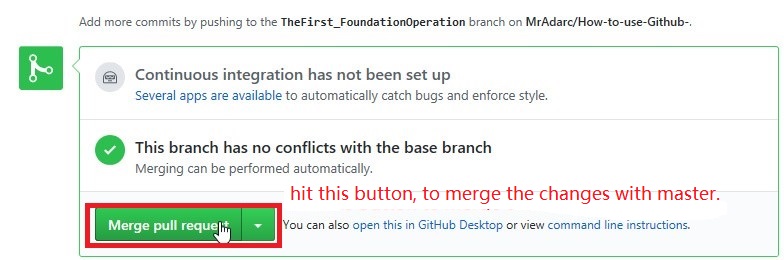 Add more commits by pushing to the TheFirst_FoundationOperation branch on MrAdarc/How-to-use-Github-.
Continuous integration has not been set up
Several apps are available to automatically catch bugs and enforce style.
This branch has no conflicts with the base branch
Merging can be performed automatically.
hit this button, to merge the changes with master.
Merge pull request
You can also open this in GitHub Desktop or view command line instructions.